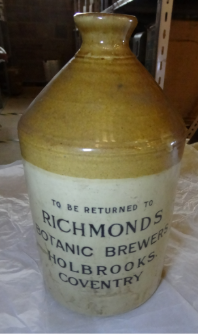 TO BE RETURNED TO
RICHMONDS
BOTANIC BREWERS
HOLBROOKS.
COVENTRY